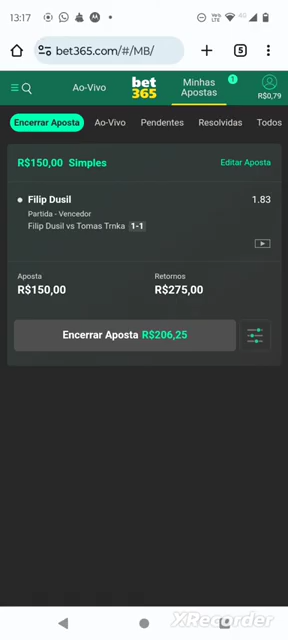 13:17
4G
bet365.com/#/MB/
5
Ao-Vivo
bet365
Minhas Apostas
1
R$0,79
Encerrar Aposta
Ao-Vivo
Pendentes
Resolvidas
Todos
R$150,00 Simples
Editar Aposta
Filip Dusil
1.83
Partida - Vencedor
Filip Dusil vs Tomas Trnka 1-1
Aposta
Retornos
R$150,00
R$275,00
Encerrar Aposta R$206,25
XRecorder